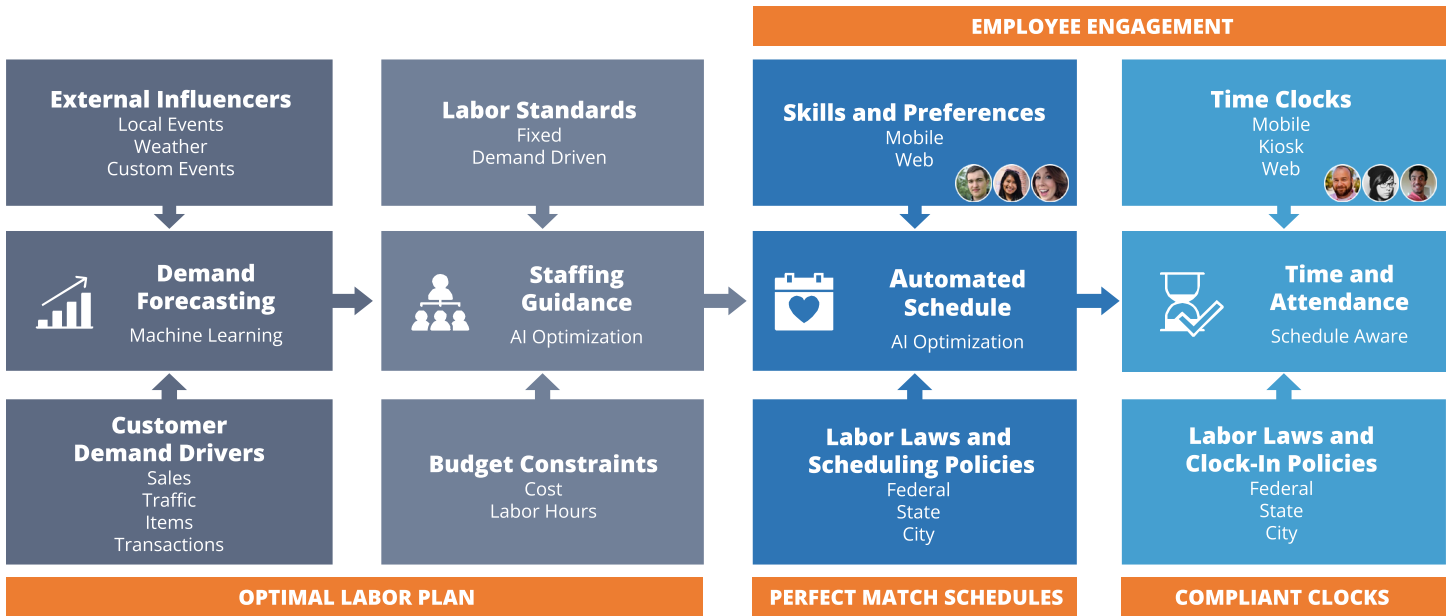 EMPLOYEE ENGAGEMENT
External Influencers
Local Events
Weather
Custom Events
Labor Standards
Fixed
Demand Driven
Skills and Preferences
Mobile
Web
Time Clocks
Mobile
Kiosk
Web
Demand
Forecasting
Machine Learning
Staffing
Guidance
AI Optimization
Automated
Schedule
AI Optimization
Time and
Attendance
Schedule Aware
Customer
Demand Drivers
Sales
Traffic
Items
Transactions
Budget Constraints
Cost
Labor Hours
Labor Laws and
Scheduling Policies
Federal
State
City
Labor Laws and
Clock-In Policies
Federal
State
City
OPTIMAL LABOR PLAN
PERFECT MATCH SCHEDULES
COMPLIANT CLOCKS